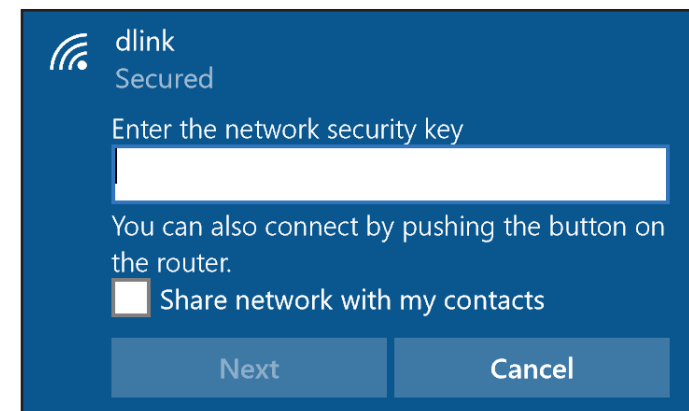 dlink
Secured
Enter the network security key
You can also connect by pushing the button on
the router.
Share network with my contacts
Next Cancel